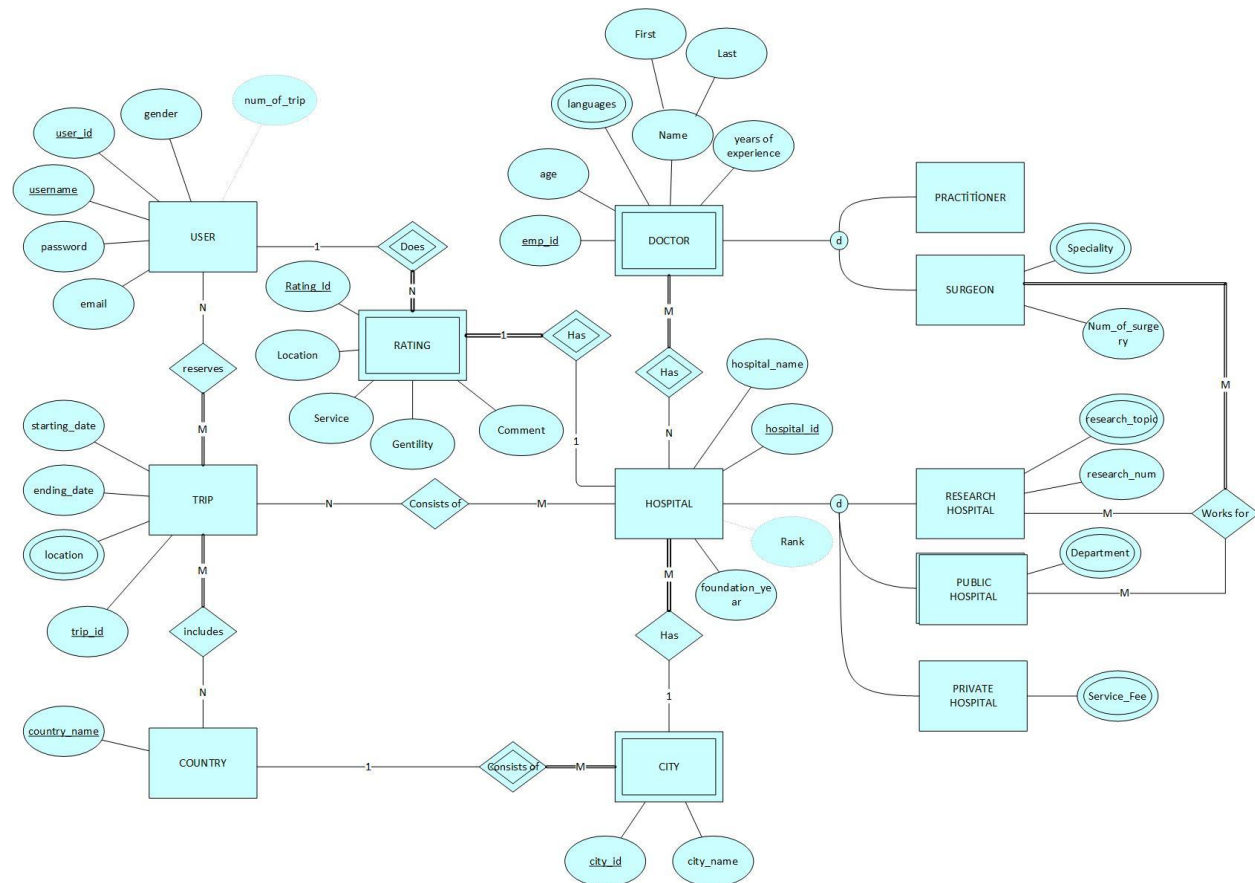 First
Last
num_of_trip
gender
languages
user_id
Name
years of
experience
age
username
PRACTİTİONER
USER
1
Does
DOCTOR
d
password
emp_id
Speciality
Rating_Id
SURGEON
email
N
N
M
Num_of_surge
ry
Location
RATING
1
Has
reserves
Has
hospital_name
M
Service
Gentility
Comment
starting_date
M
1
N
hospital_id
research_topic
ending_date
research_num
TRIP
N
Consists of
M
HOSPITAL
d
RESEARCH
HOSPITAL
M
Works for
location
Rank
Department
M
M
foundation_ye
ar
PUBLIC
HOSPITAL
M
trip_id
includes
Has
N
1
PRIVATE
HOSPITAL
Service_Fee
country_name
COUNTRY
1
Consists of
M
CITY
city_id
city_name